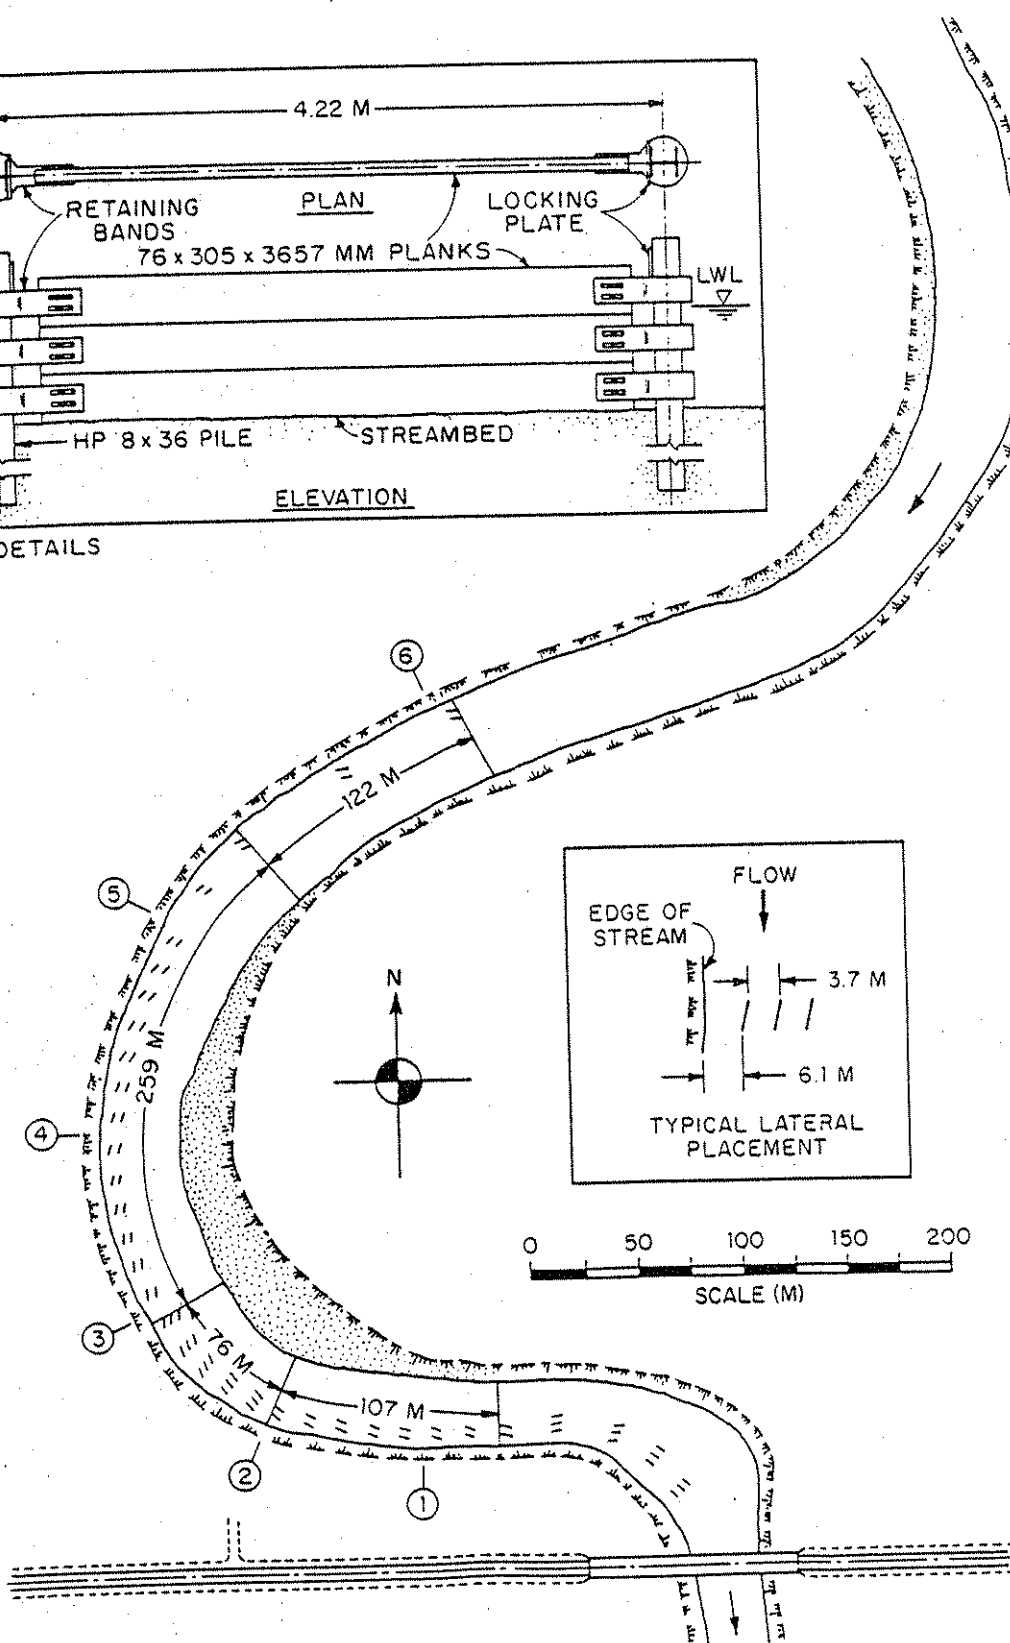 4.22 M
RETAINING
BANDS
PLAN
LOCKING
PLATE
76 x 305 x 3657 MM PLANKS
LWL
HP 8 x 36 PILE
STREAMBED
ELEVATION
DETAILS
6
122 M
5
FLOW
EDGE OF
STREAM
3.7 M
N
259 M
6.1 M
4
TYPICAL LATERAL
PLACEMENT
0 50 100 150 200
SCALE (M)
3
76 M
107 M
2
1